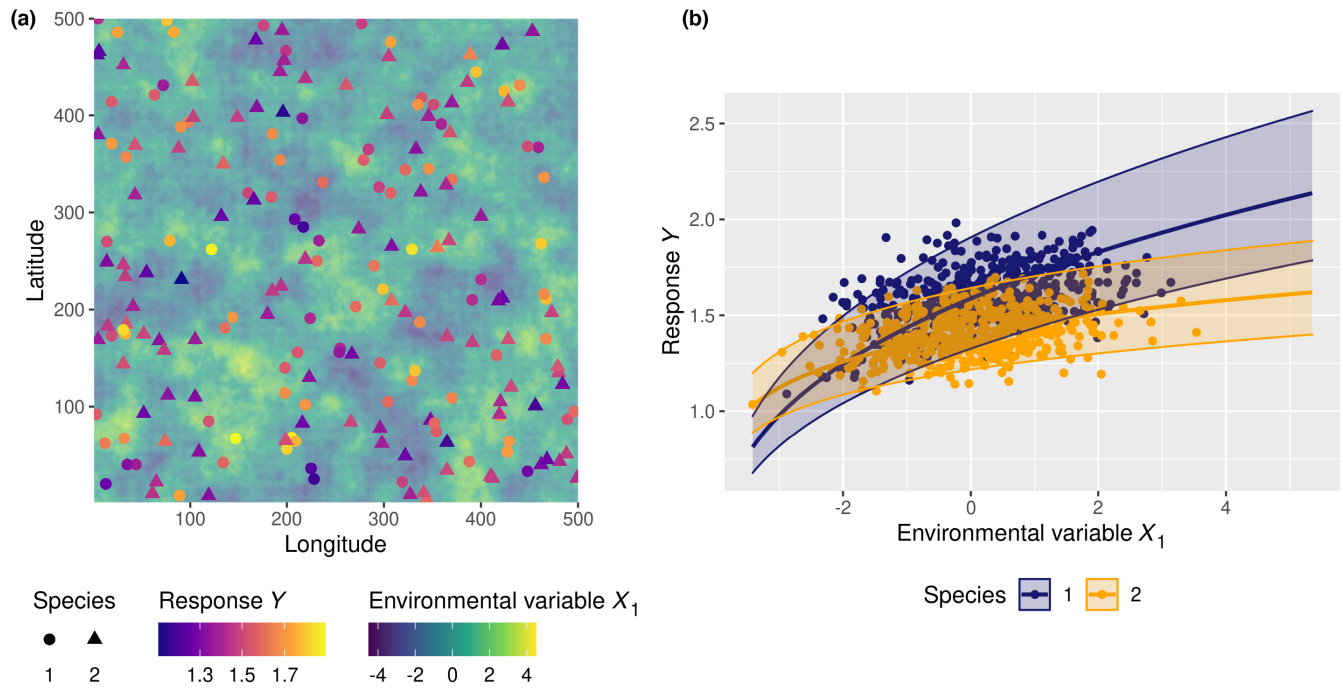 (a)
500
400
300
200
100
Latitude
100 200 300 400 500
Longitude
Species
1 2
Response Y
1.3 1.5 1.7
Environmental variable X1
-4 -2 0 2 4
(b)
2.5
2.0
1.5
1.0
Response Y
-2 0 2 4
Environmental variable X1
Species 1 2